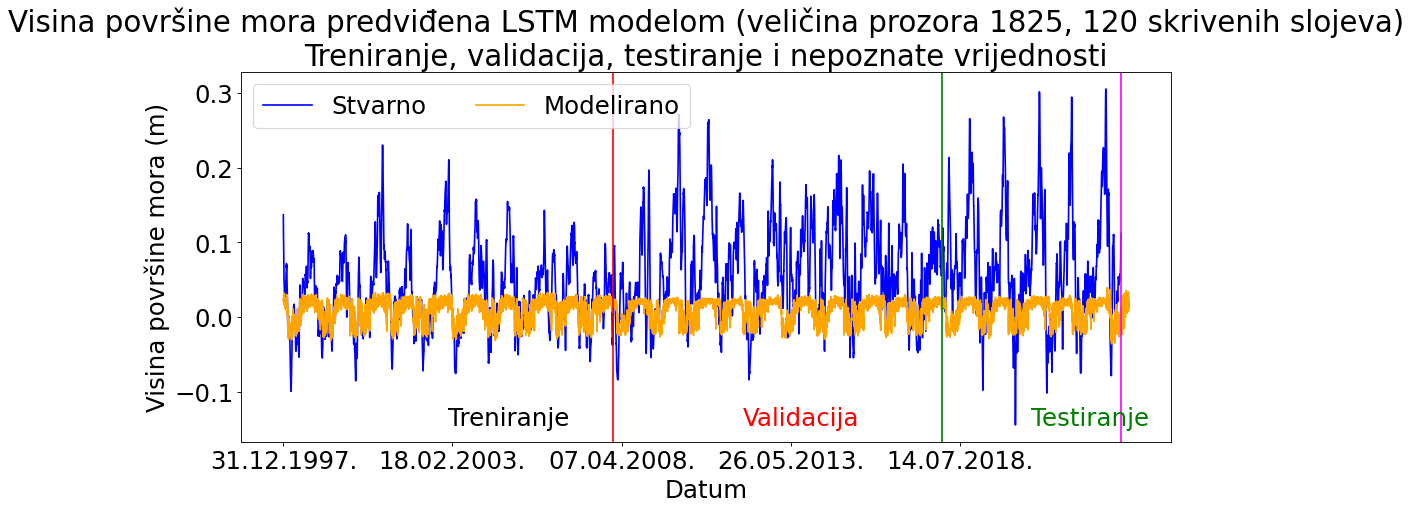 Visina površine mora predviđena LSTM modelom (veličina prozora 1825, 120 skrivenih slojeva)
Treniranje, validacija, testiranje i nepoznate vrijednosti
Stvarno Modelirano
Visina površine mora (m)
0.3
0.2
0.1
0.0
−0.1
Treniranje Validacija Testiranje
31.12.1997. 18.02.2003. 07.04.2008. 26.05.2013. 14.07.2018.
Datum